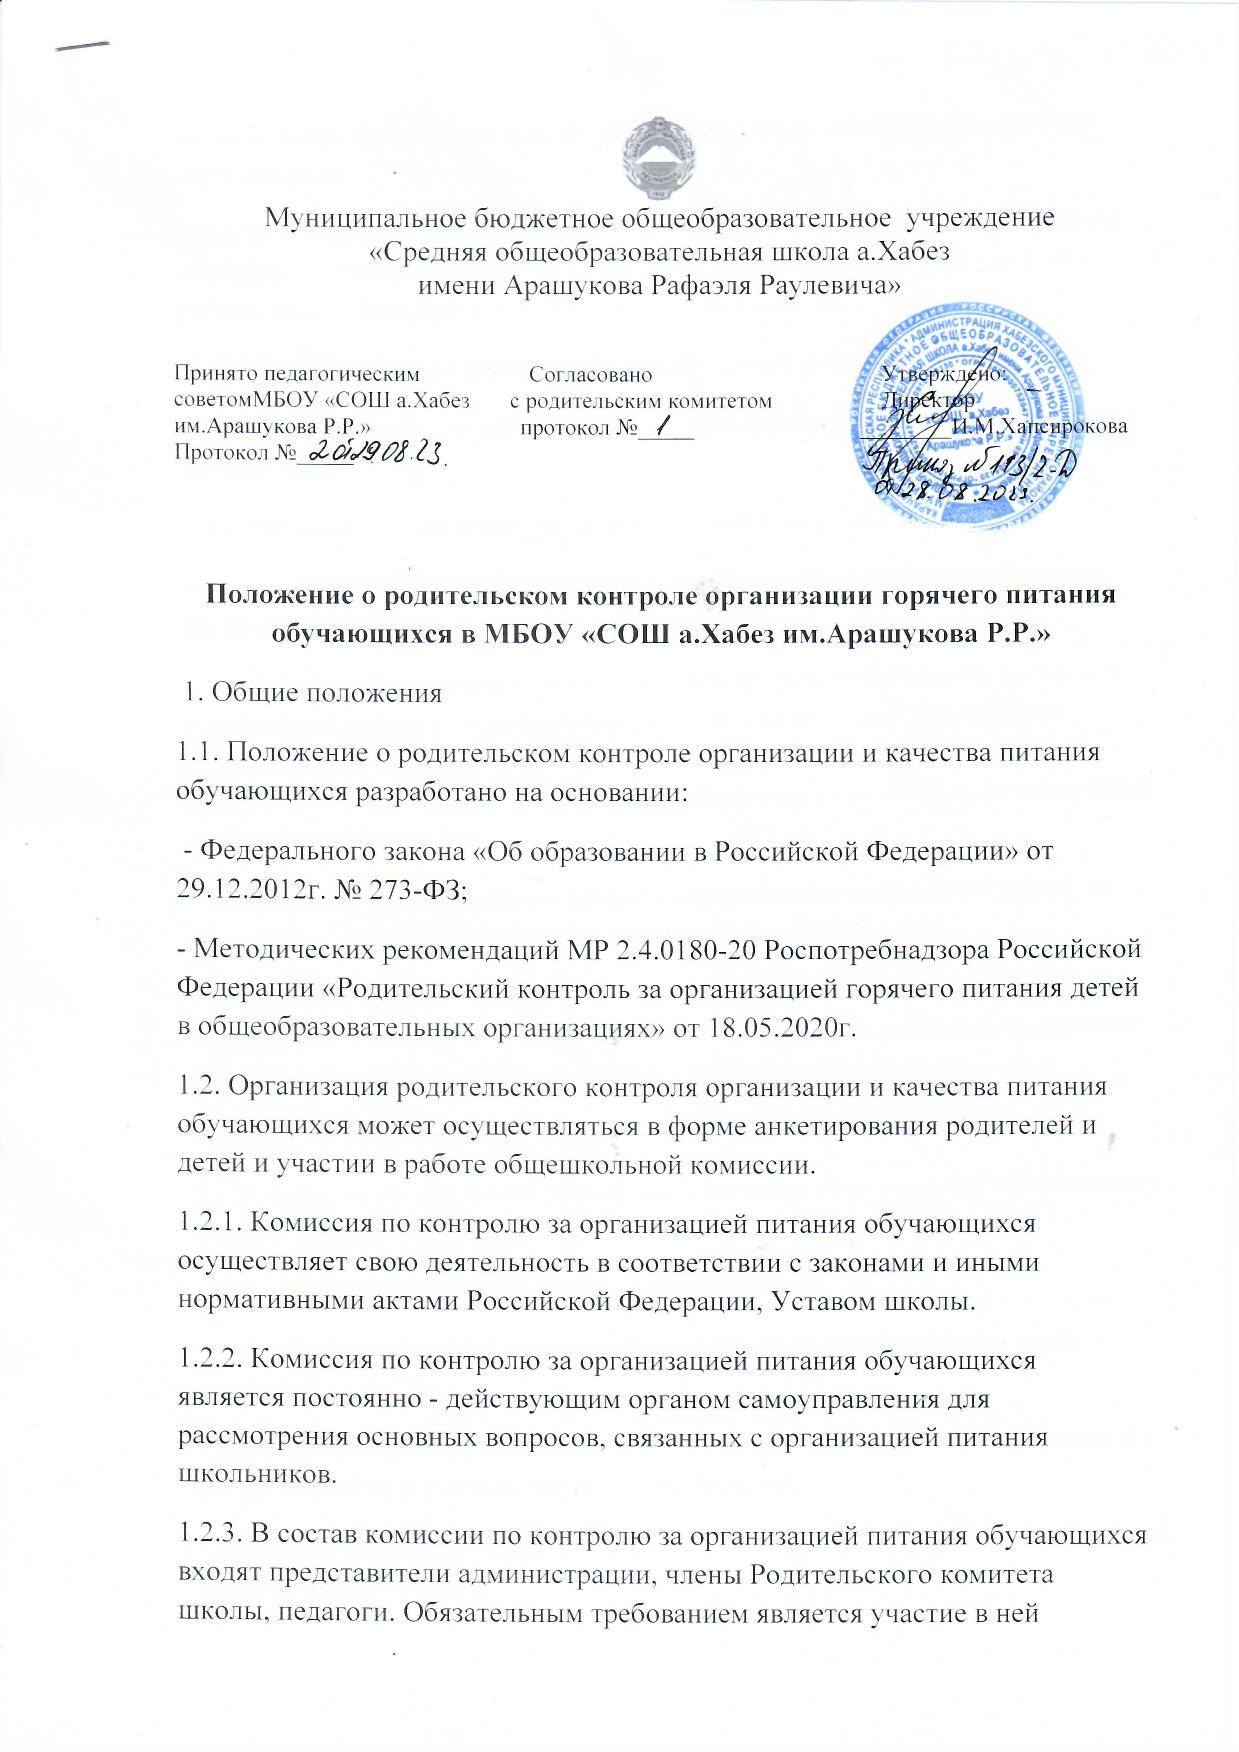 Муниципальное бюджетное общеобразовательное учреждение
«Средняя общеобразовательная школа а.Хабез
имени Арашукова Рафаэля Раулевича»
Принято педагогическим
советомМБОУ «СОШ а.Хабез
им.Арашукова Р.Р.»
Протокол №
Согласовано
с родительским комитетом
протокол № 1
Утверждено:
Директор
И.М.Хапсирокова
Приказ №113/2-Д
от 28.08.2023.
Положение о родительском контроле организации горячего питания
обучающихся в МБОУ «СОШ а.Хабез им.Арашукова Р.Р.»
1. Общие положения
1.1. Положение о родительском контроле организации и качества питания
обучающихся разработано на основании:
- Федерального закона «Об образовании в Российской Федерации» от
29.12.2012г. № 273-ФЗ;
- Методических рекомендаций МР 2.4.0180-20 Роспотребнадзора Российской
Федерации «Родительский контроль за организацией горячего питания детей
в общеобразовательных организациях» от 18.05.2020г.
1.2. Организация родительского контроля организации и качества питания
обучающихся может осуществляться в форме анкетирования родителей и
детей и участии в работе общешкольной комиссии.
1.2.1. Комиссия по контролю за организацией питания обучающихся
осуществляет свою деятельность в соответствии с законами и иными
нормативными актами Российской Федерации, Уставом школы.
1.2.2. Комиссия по контролю за организацией питания обучающихся
является постоянно - действующим органом самоуправления для
рассмотрения основных вопросов, связанных с организацией питания
школьников.
1.2.3. В состав комиссии по контролю за организацией питания обучающихся
входят представители администрации, члены Родительского комитета
школы, педагоги. Обязательным требованием является участие в ней